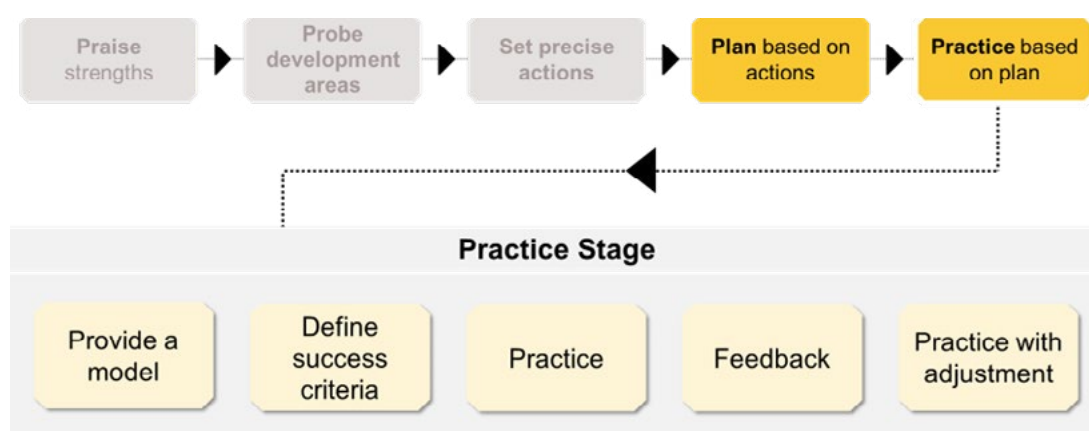 Praise
strengths
Probe
development
areas
Set precise
actions
Plan based on
actions
Practice based
on plan
Practice Stage
Provide a
model
Define
success
criteria
Practice
Feedback
Practice with
adjustment